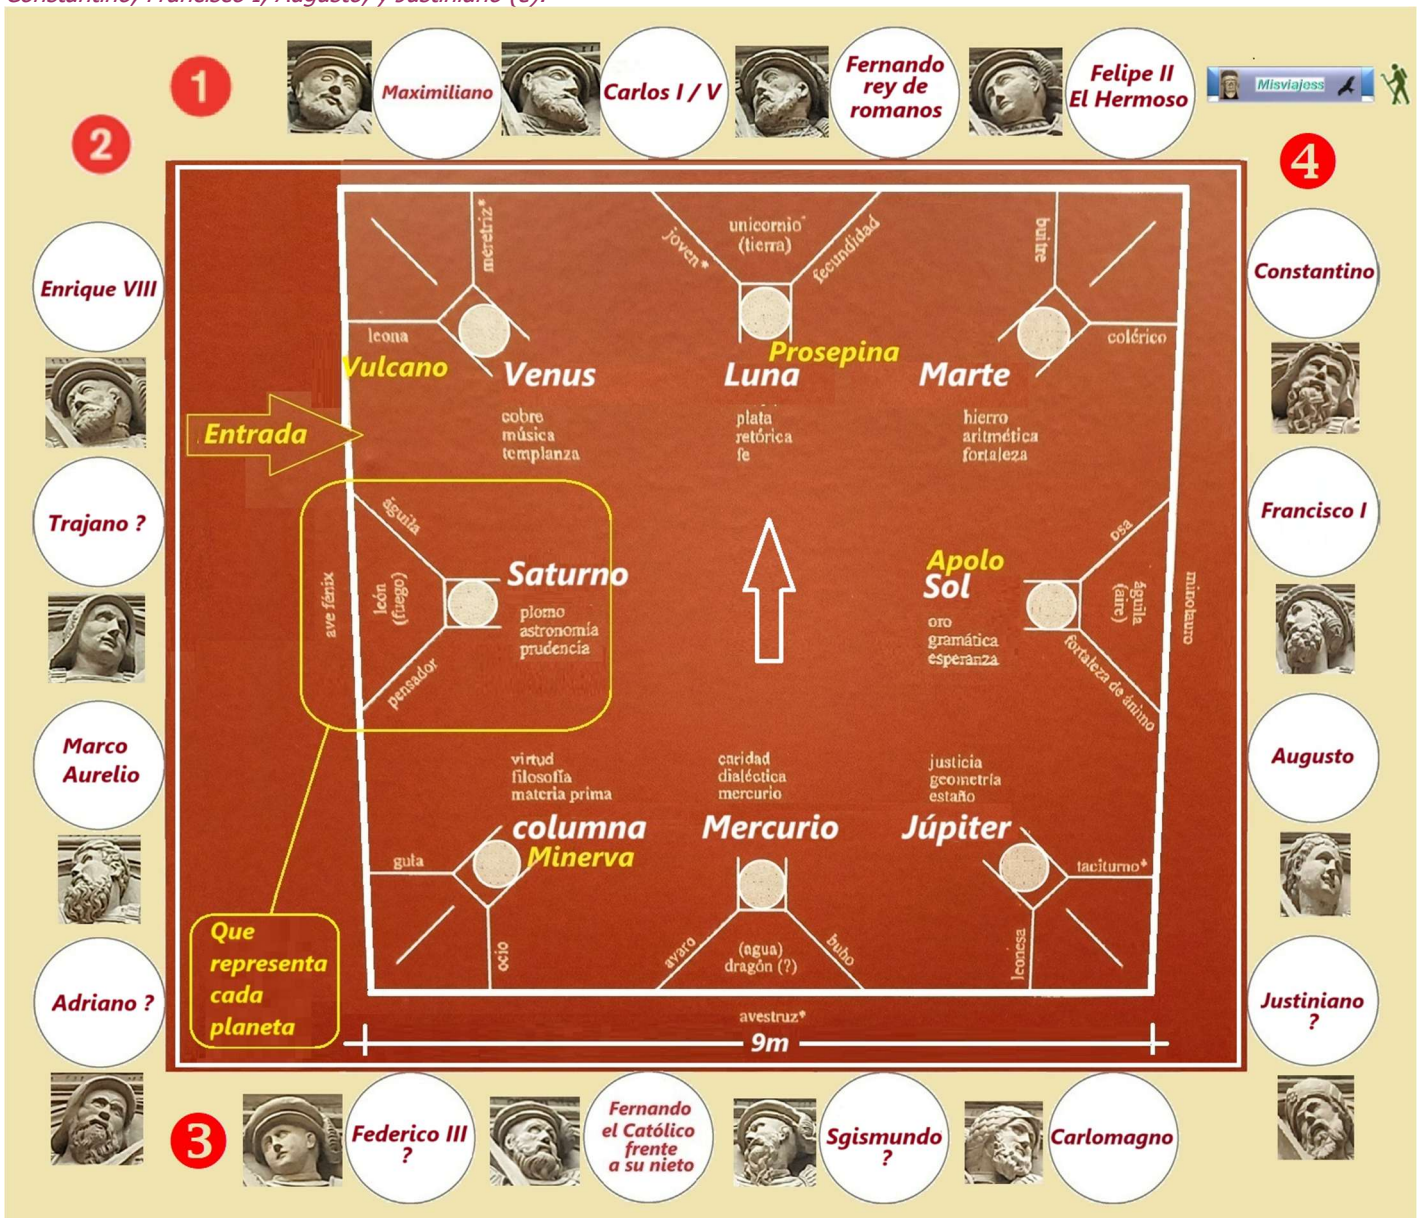 Constantino, Francisco I, Augusto, y Justiniano (?).
1
Maximiliano
Carlos I / V
Fernando
rey de
romanos
Felipe II
El Hermoso
Misviajess
2
4
Enrique VIII
Trajano ?
Marco
Aurelio
Adriano ?
Constantino
Francisco I
Augusto
Justiniano
?
meretriz*
leona
Vulcano
Venus
cobre
música
templanza
joven*
unicornio
(tierra)
fecundidad
Prosepina
Luna
plata
retórica
fe
buitre
colérico
Marte
hierro
aritmética
fortaleza
Entrada
águila
ave fénix
león
(fuego)
pensador
Saturno
plomo
astronomía
prudencia
Apolo
Sol
oro
gramática
esperanza
osa
águila
(aire)
minotauro
fortaleza de ánimo
virtud
filosofía
materia prima
columna
Minerva
gula
ocio
caridad
dialéctica
mercurio
Mercurio
avaro
(agua)
dragón (?)
buho
justicia
geometría
estaño
Júpiter
taciturno*
leonesa
Que
representa
cada
planeta
avestruz*
9m
3
Federico III
?
Fernando
el Católico
frente
a su nieto
Sgismundo
?
Carlomagno